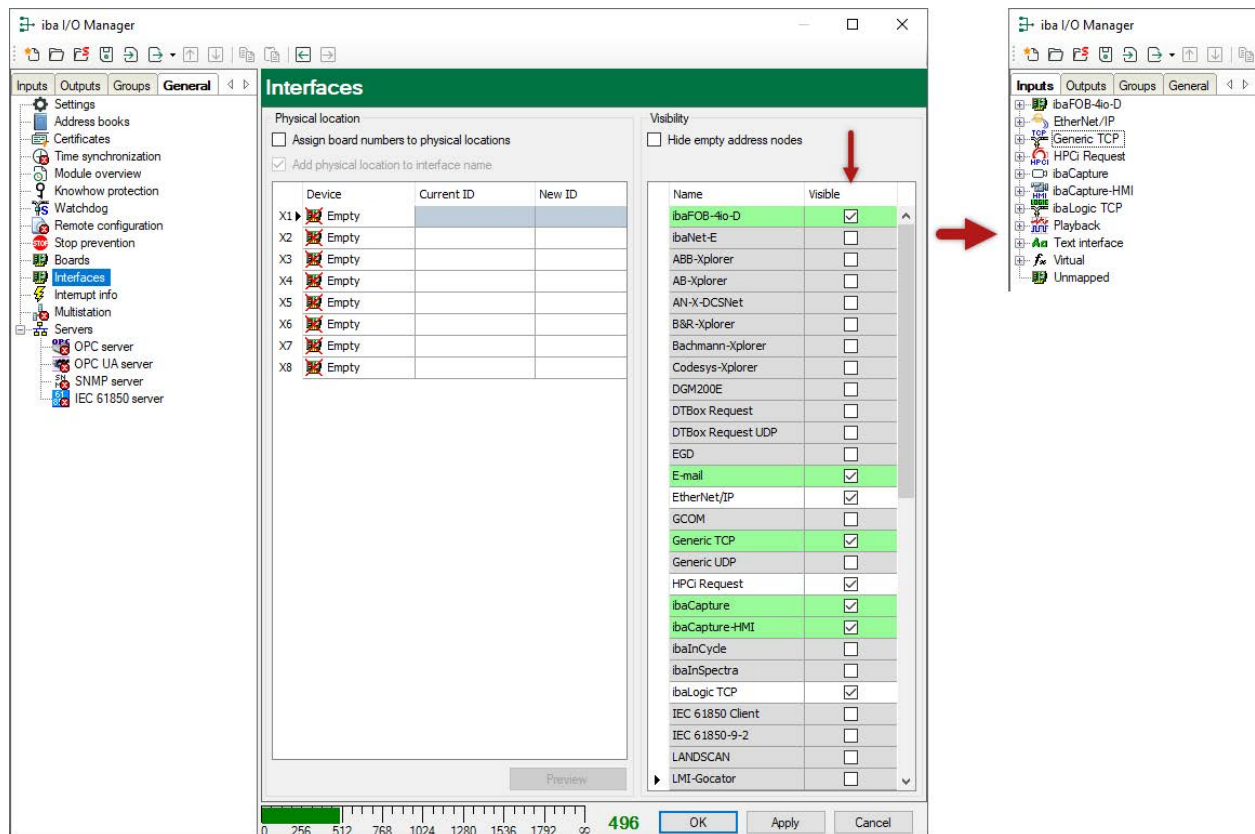 iba I/O Manager
Inputs Outputs Groups General
Settings
Address books
Certificates
Time synchronization
Module overview
Knowhow protection
Watchdog
Remote configuration
Stop prevention
Boards
Interfaces
Interrupt info
Multistation
Servers
OPC server
OPC UA server
SNMP server
IEC 61850 server
Interfaces
Physical location
Assign board numbers to physical locations
Add physical location to interface name
Device Current ID New ID
X1 Empty
X2 Empty
X3 Empty
X4 Empty
X5 Empty
X6 Empty
X7 Empty
X8 Empty
Preview
Visibility
Hide empty address nodes
Name Visible
ibaFOB-4io-D
ibaNet-E
ABB-Xplorer
AB-Xplorer
AN-X-DCSNet
B&R-Xplorer
Bachmann-Xplorer
Codesys-Xplorer
DGM200E
DTBox Request
DTBox Request UDP
EGD
E-mail
EtherNet/IP
GCOM
Generic TCP
Generic UDP
HPCi Request
ibaCapture
ibaCapture-HMI
ibaInCycle
ibaInSpectra
ibaLogic TCP
IEC 61850 Client
IEC 61850-9-2
LANDSCAN
LMI-Gocator
0 256 512 768 1024 1280 1536 1792 ∞
496
OK Apply Cancel
iba I/O Manager
Inputs Outputs Groups General
ibaFOB-4io-D
EtherNet/IP
Generic TCP
HPCi Request
ibaCapture
ibaCapture-HMI
ibaLogic TCP
Playback
Text interface
Virtual
Unmapped